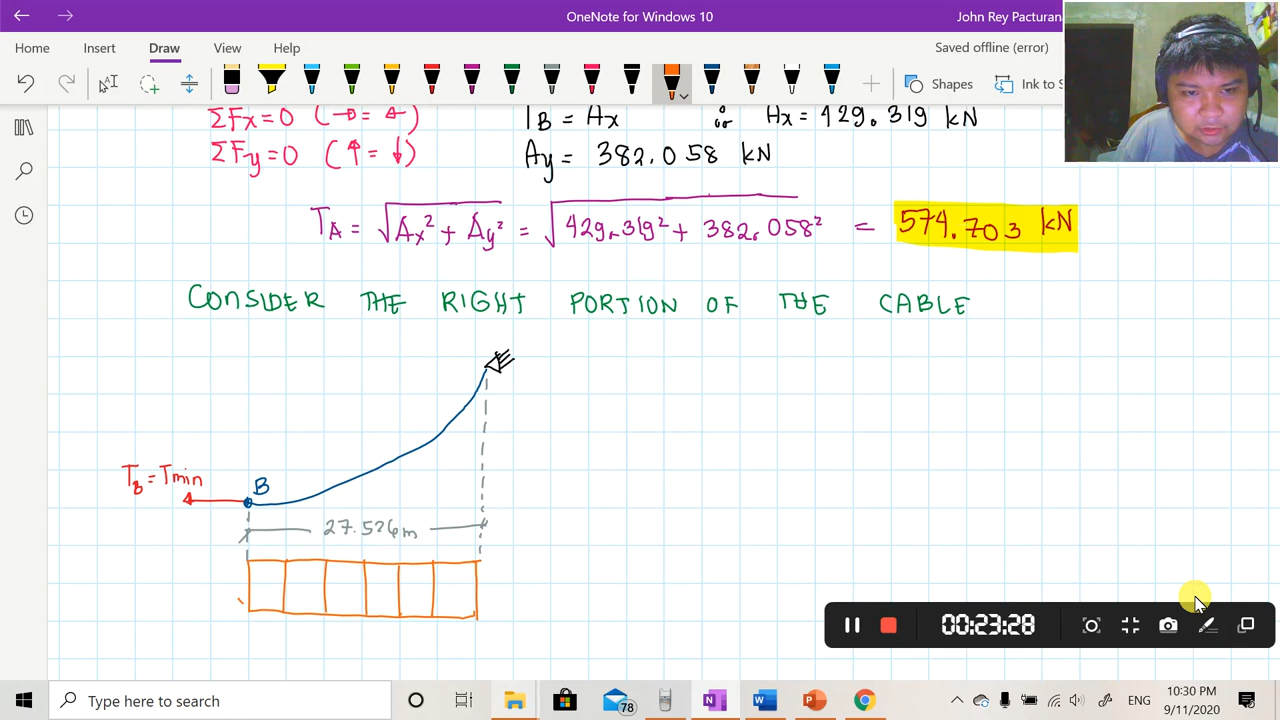 OneNote for Windows 10
John Rey Pacturan
Home Insert Draw View Help
Saved offline (error)
Shapes
Ink to S
ΣFx=0 (→=←) TB = Ax ∴ Ax = 429.319 kN
ΣFy=0 (↑=↓) Ay = 382.058 kN
TA = √Ax²+Ay² = √429.319²+382.058² = 574.703 kN
CONSIDER THE RIGHT PORTION OF THE CABLE
TB = Tmin
B
27.526m
00:23:28
Type here to search
78
ENG
10:30 PM
9/11/2020